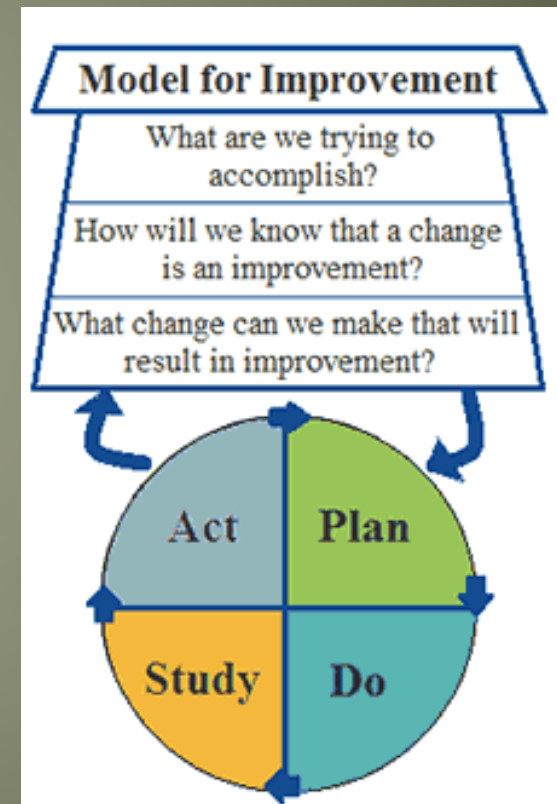 Model for Improvement
What are we trying to
accomplish?
How will we know that a change
is an improvement?
What change can we make that will
result in improvement?
Act
Plan
Study
Do